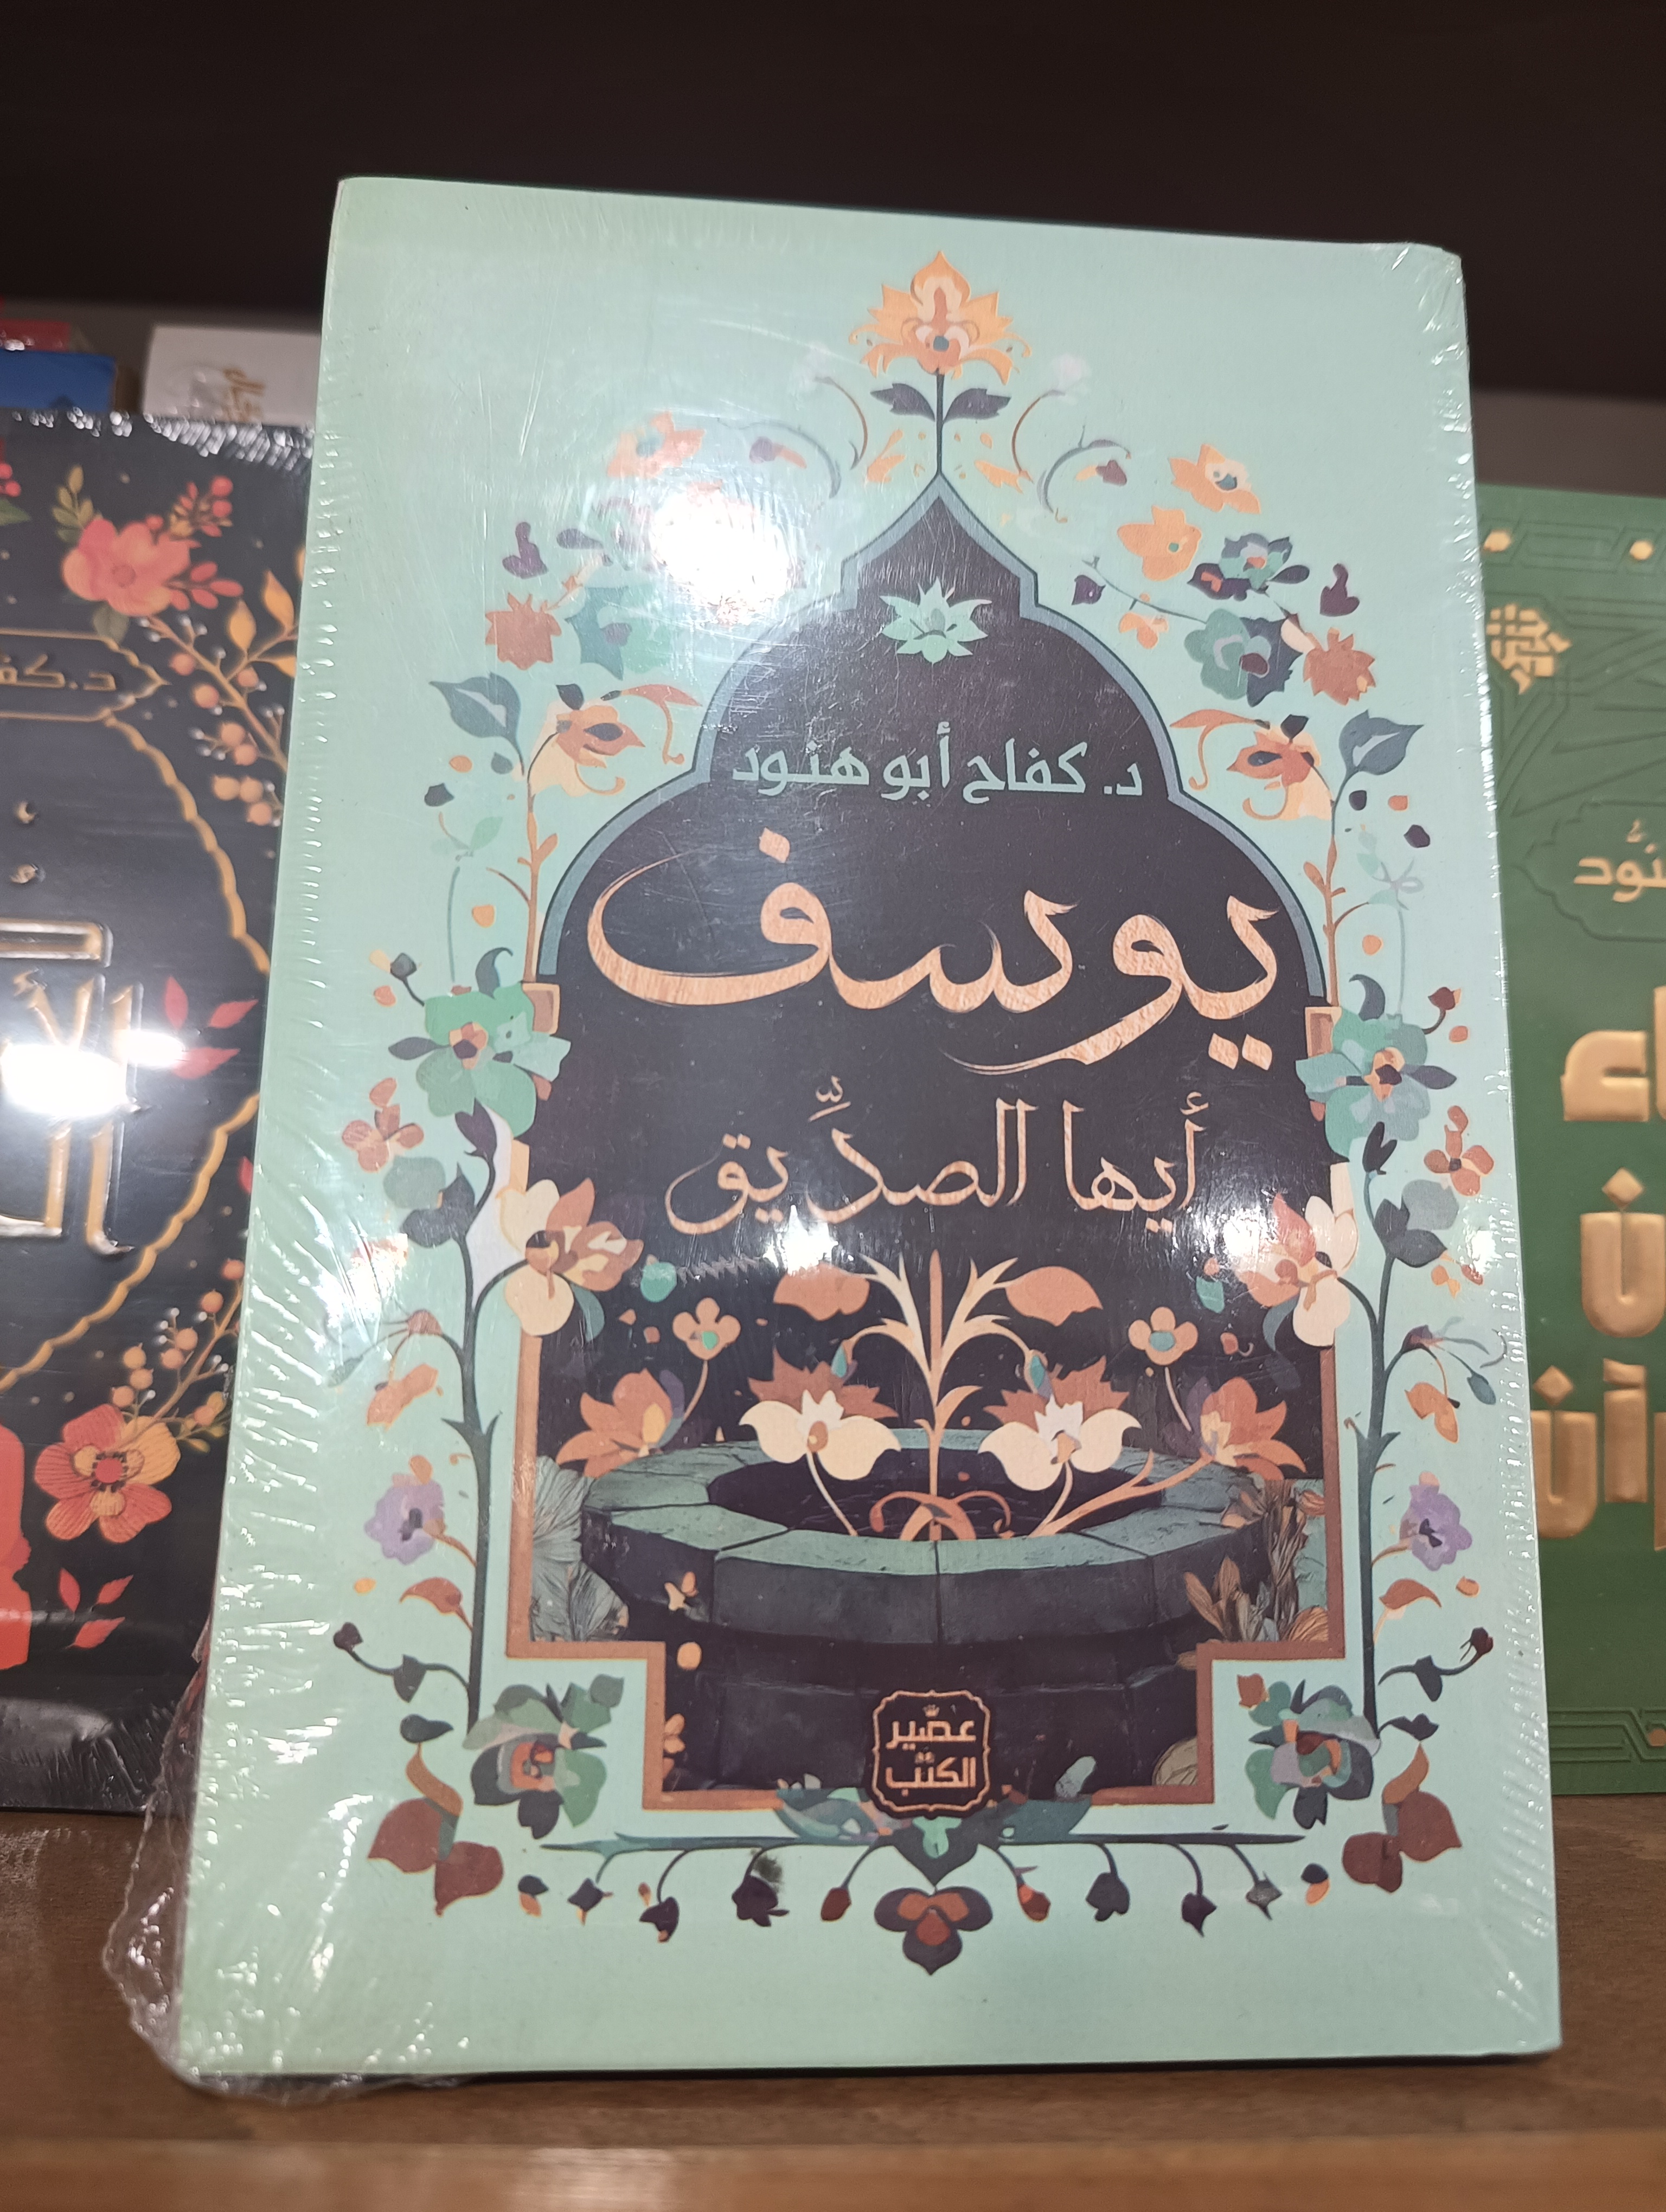 د. كفاح أبو هنود
يوسف
أيها الصدِّيق
عصير
الكتب